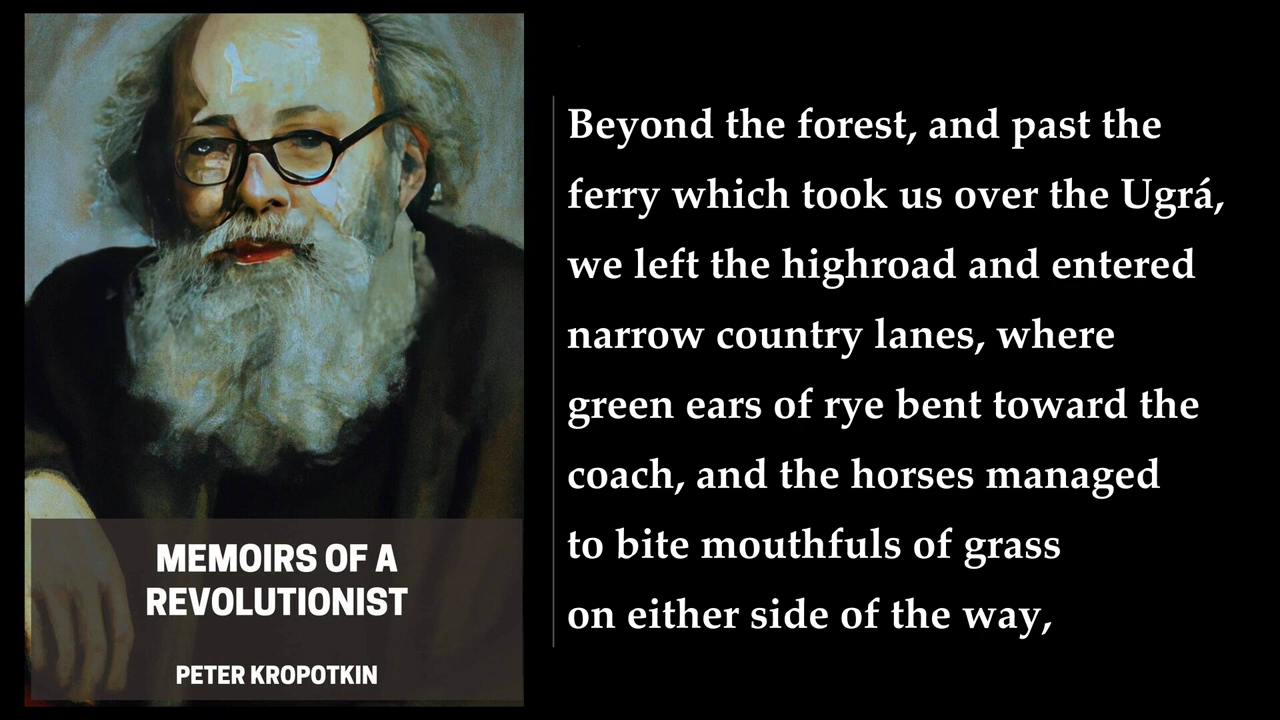 MEMOIRS OF A
REVOLUTIONIST
PETER KROPOTKIN
Beyond the forest, and past the
ferry which took us over the Ugrá,
we left the highroad and entered
narrow country lanes, where
green ears of rye bent toward the
coach, and the horses managed
to bite mouthfuls of grass
on either side of the way,